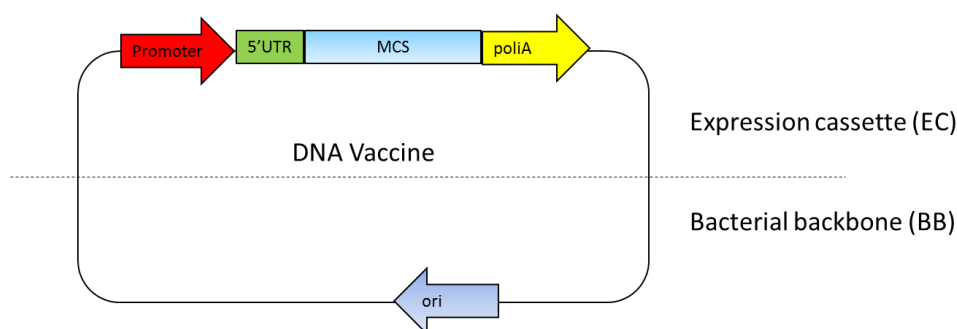 Promoter
5'UTR
MCS
poliA
Expression cassette (EC)
DNA Vaccine
Bacterial backbone (BB)
ori